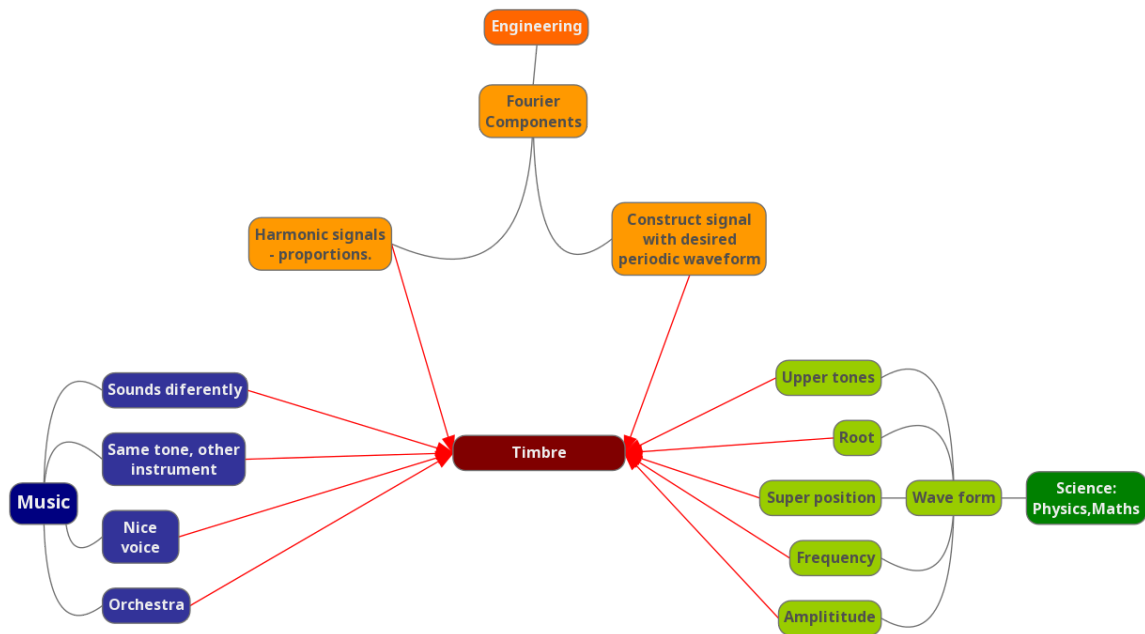 Engineering
Fourier
Components
Harmonic signals
- proportions.
Construct signal
with desired
periodic waveform
Sounds diferently
Same tone, other
instrument
Music
Nice
voice
Orchestra
Timbre
Upper tones
Root
Super position
Wave form
Science:
Physics,Maths
Frequency
Amplititude